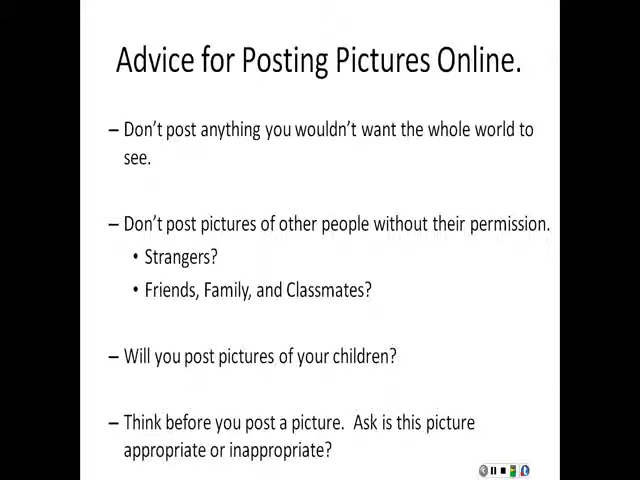 Advice for Posting Pictures Online.
– Don’t post anything you wouldn’t want the whole world to
see.
– Don’t post pictures of other people without their permission.
• Strangers?
• Friends, Family, and Classmates?
– Will you post pictures of your children?
– Think before you post a picture.  Ask is this picture
appropriate or inappropriate?